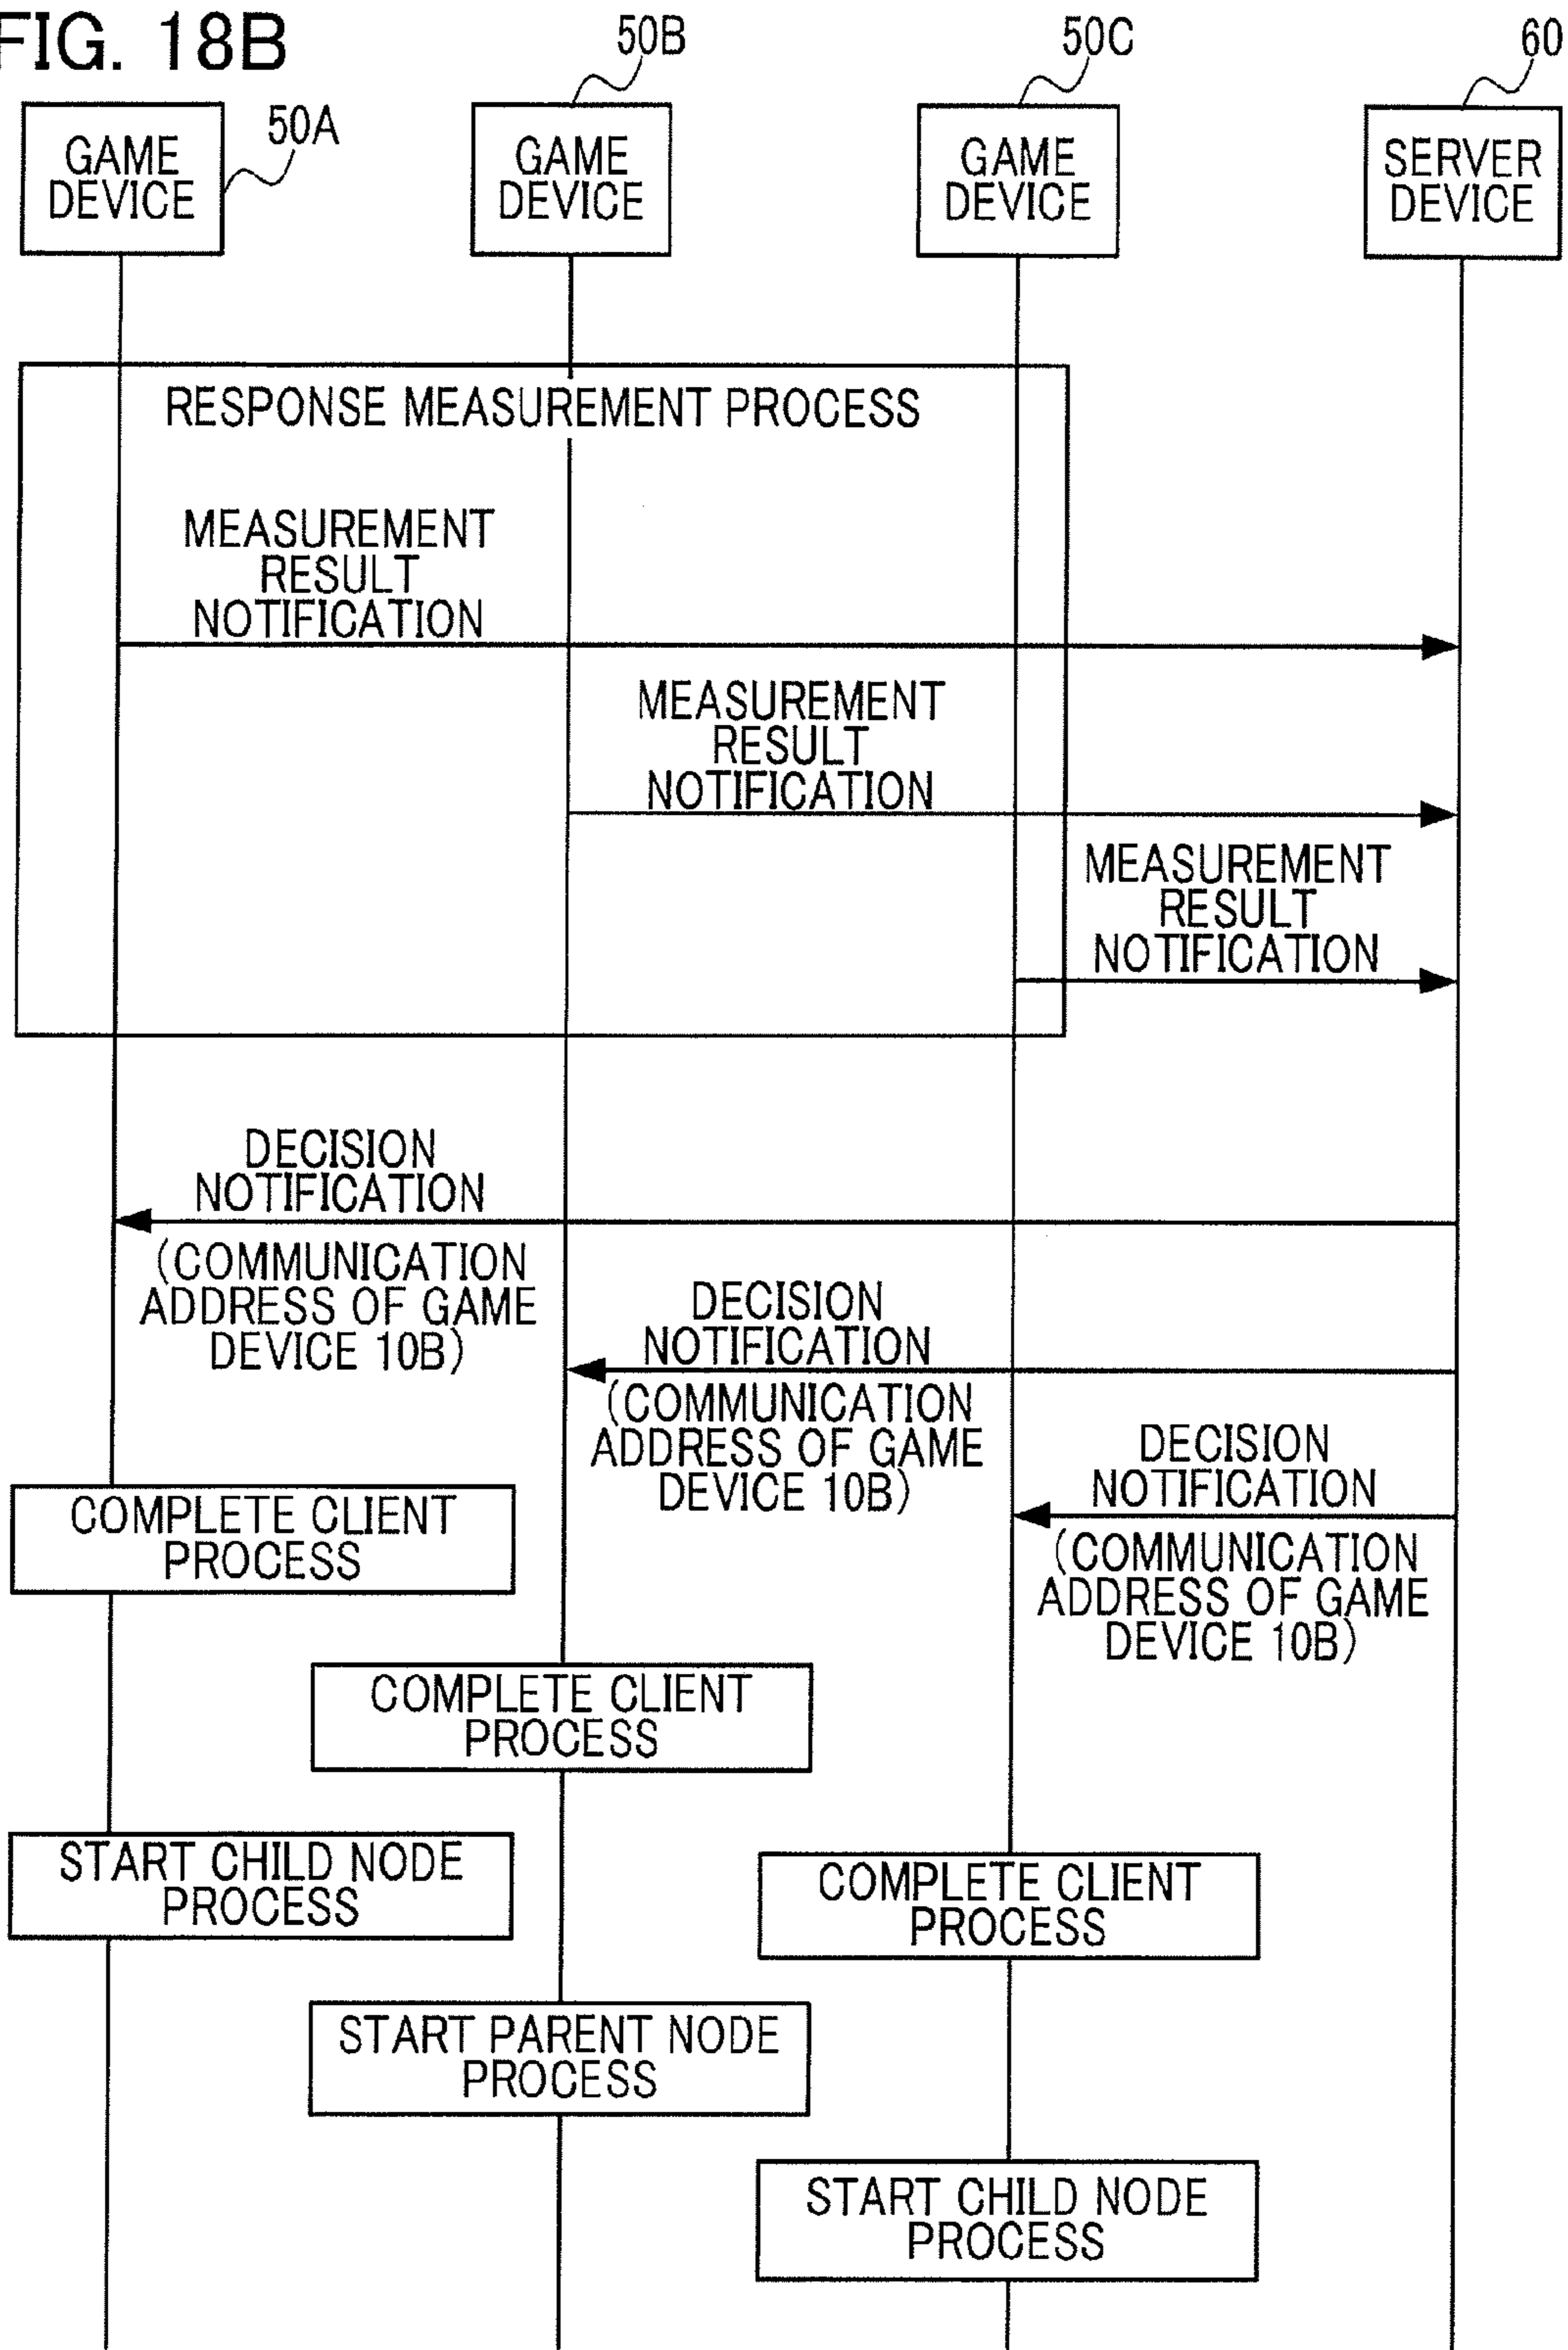 FIG. 18B
50B
50C
60
GAME
DEVICE
50A
GAME
DEVICE
GAME
DEVICE
SERVER
DEVICE
RESPONSE MEASUREMENT PROCESS
MEASUREMENT
RESULT
NOTIFICATION
MEASUREMENT
RESULT
NOTIFICATION
MEASUREMENT
RESULT
NOTIFICATION
DECISION
NOTIFICATION
(COMMUNICATION
ADDRESS OF GAME
DEVICE 10B)
DECISION
NOTIFICATION
(COMMUNICATION
ADDRESS OF GAME
DEVICE 10B)
DECISION
NOTIFICATION
(COMMUNICATION
ADDRESS OF GAME
DEVICE 10B)
COMPLETE CLIENT
PROCESS
COMPLETE CLIENT
PROCESS
START CHILD NODE
PROCESS
COMPLETE CLIENT
PROCESS
START PARENT NODE
PROCESS
START CHILD NODE
PROCESS